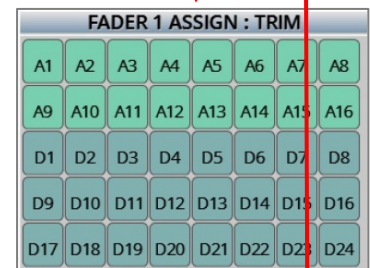 FADER 1 ASSIGN : TRIM
A1 A2 A3 A4 A5 A6 A7 A8
A9 A10 A11 A12 A13 A14 A15 A16
D1 D2 D3 D4 D5 D6 D7 D8
D9 D10 D11 D12 D13 D14 D15 D16
D17 D18 D19 D20 D21 D22 D23 D24